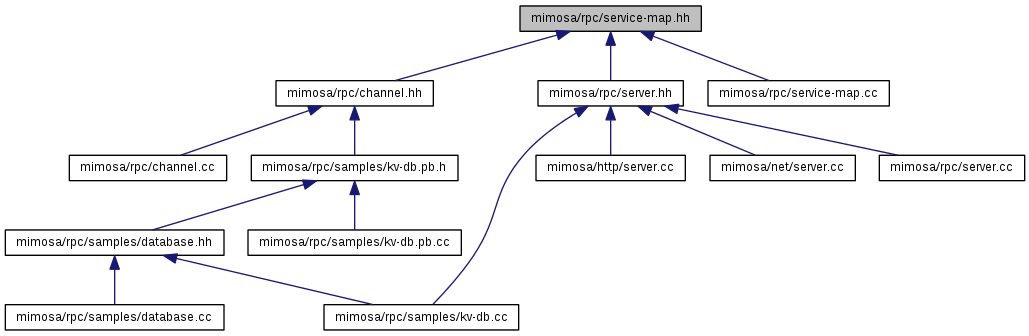 mimosa/rpc/service-map.hh
mimosa/rpc/channel.hh
mimosa/rpc/server.hh
mimosa/rpc/service-map.cc
mimosa/rpc/channel.cc
mimosa/rpc/samples/kv-db.pb.h
mimosa/http/server.cc
mimosa/net/server.cc
mimosa/rpc/server.cc
mimosa/rpc/samples/database.hh
mimosa/rpc/samples/kv-db.pb.cc
mimosa/rpc/samples/database.cc
mimosa/rpc/samples/kv-db.cc